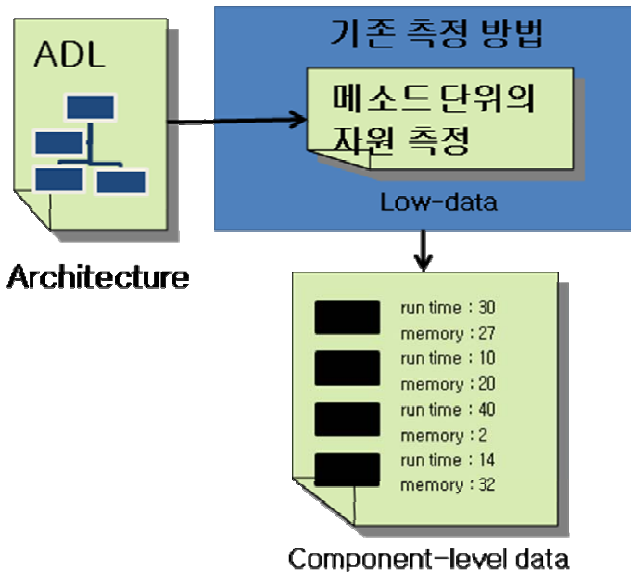 ADL
Architecture
기존 측정 방법
메소드 단위의
자원 측정
Low-data
run time : 30
memory : 27
run time : 10
memory : 20
run time : 40
memory : 2
run time : 14
memory : 32
Component-level data